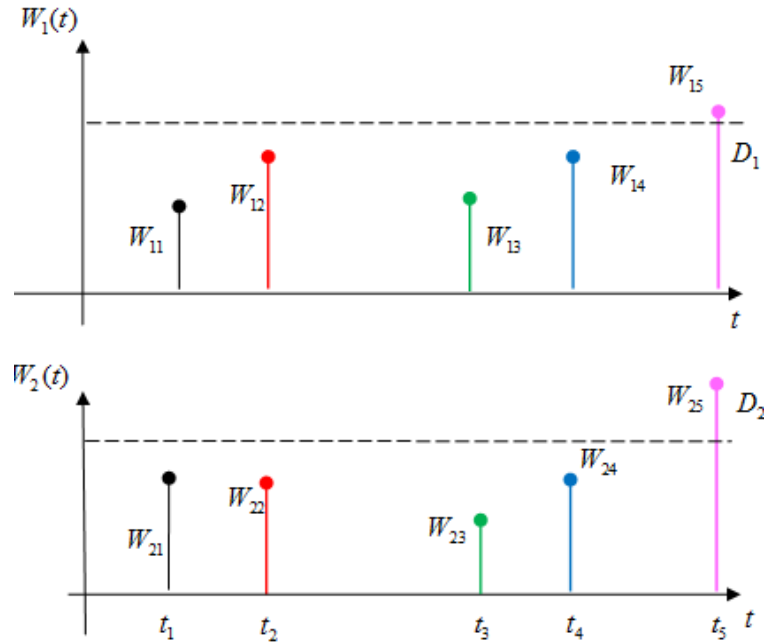 W₁(t)
W₁₅
D₁
W₁₂
W₁₄
W₁₁
W₁₃
t
W₂(t)
W₂₅
D₂
W₂₄
W₂₂
W₂₁
W₂₃
t₁ t₂ t₃ t₄ t₅ t